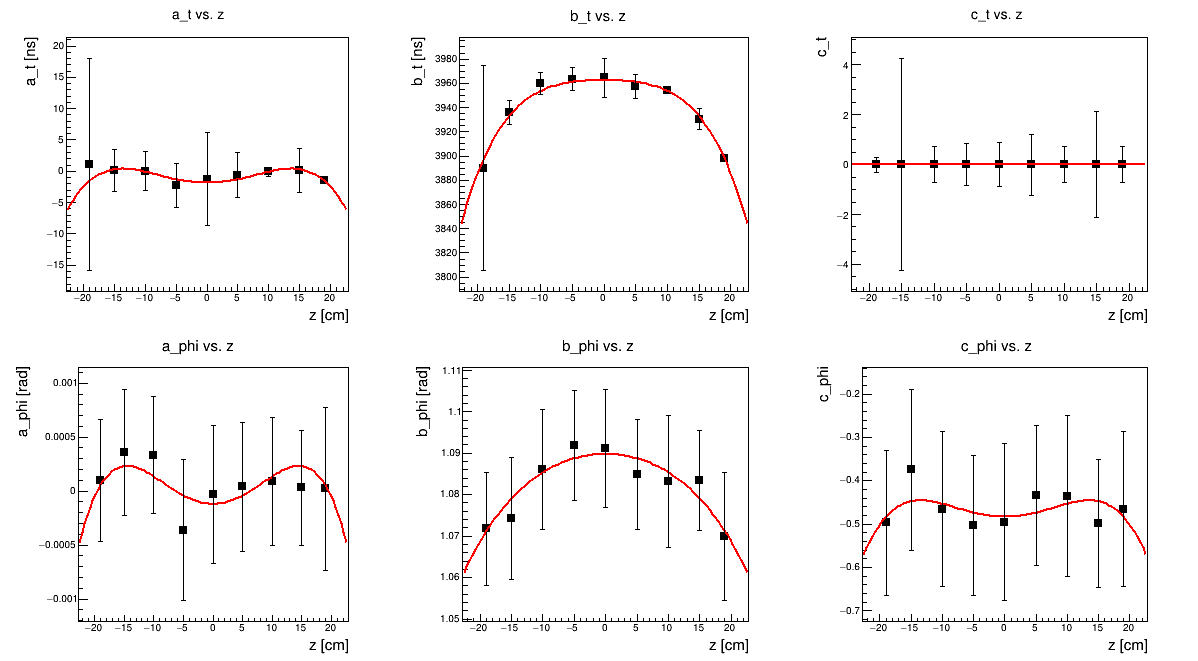 a_t vs. z
b_t vs. z
c_t vs. z
a_t [ns]
20
15
10
5
0
−5
−10
−15
−20 −15 −10 −5 0 5 10 15 20
z [cm]
b_t [ns]
3980
3960
3940
3920
3900
3880
3860
3840
3820
3800
−20 −15 −10 −5 0 5 10 15 20
z [cm]
c_t
4
2
0
−2
−4
−20 −15 −10 −5 0 5 10 15 20
z [cm]
a_phi vs. z
b_phi vs. z
c_phi vs. z
a_phi [rad]
0.001
0.0005
0
−0.0005
−0.001
−20 −15 −10 −5 0 5 10 15 20
z [cm]
b_phi [rad]
1.11
1.1
1.09
1.08
1.07
1.06
1.05
−20 −15 −10 −5 0 5 10 15 20
z [cm]
c_phi
−0.2
−0.3
−0.4
−0.5
−0.6
−0.7
−20 −15 −10 −5 0 5 10 15 20
z [cm]